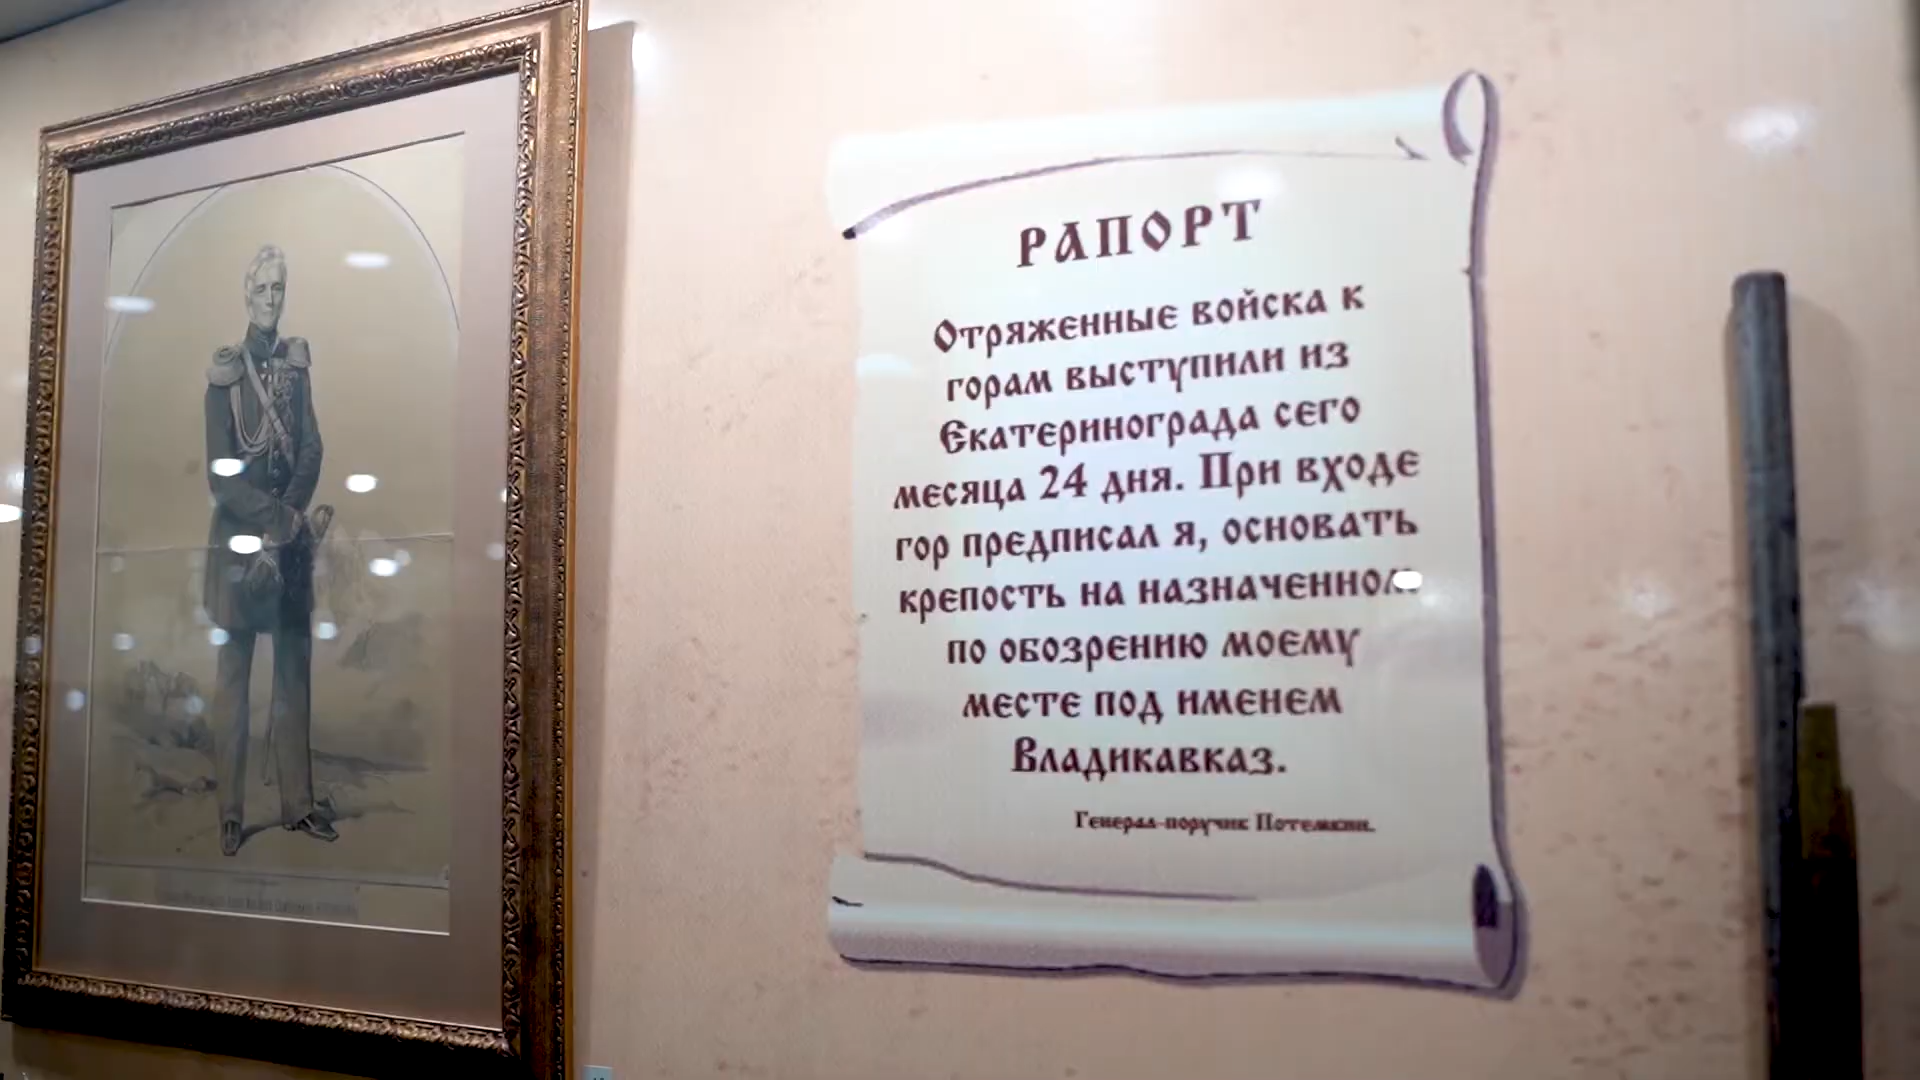 РАПОРТ
Отряженные войска к
горам выступили из
Екатеринограда сего
месяца 24 дня. При входе
гор предписал я, основать
крепость на назначенном
по обозрению моему
месте под именем
Владикавказ.
Генерал-поручик Потемкин.